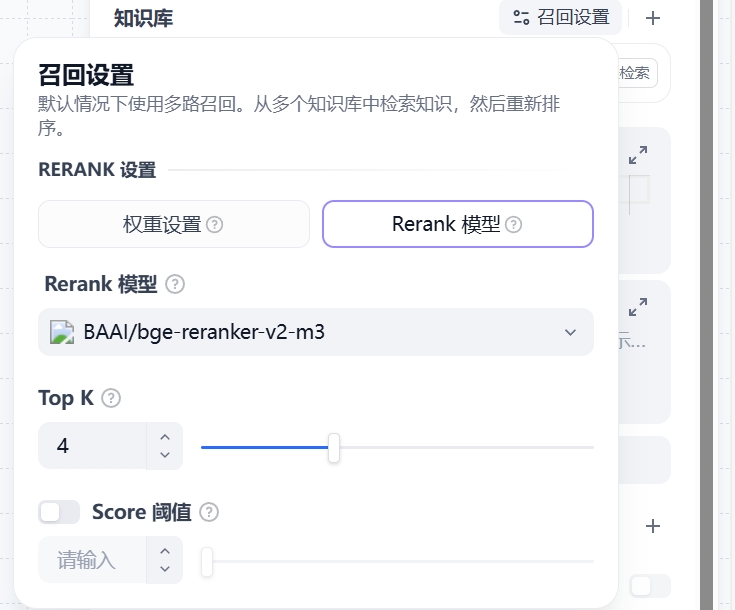 知识库
召回设置
检索
召回设置
默认情况下使用多路召回。从多个知识库中检索知识，然后重新排
序。
RERANK 设置
权重设置
Rerank 模型
Rerank 模型
BAAI/bge-reranker-v2-m3
示...
Top K
4
Score 阈值
请输入